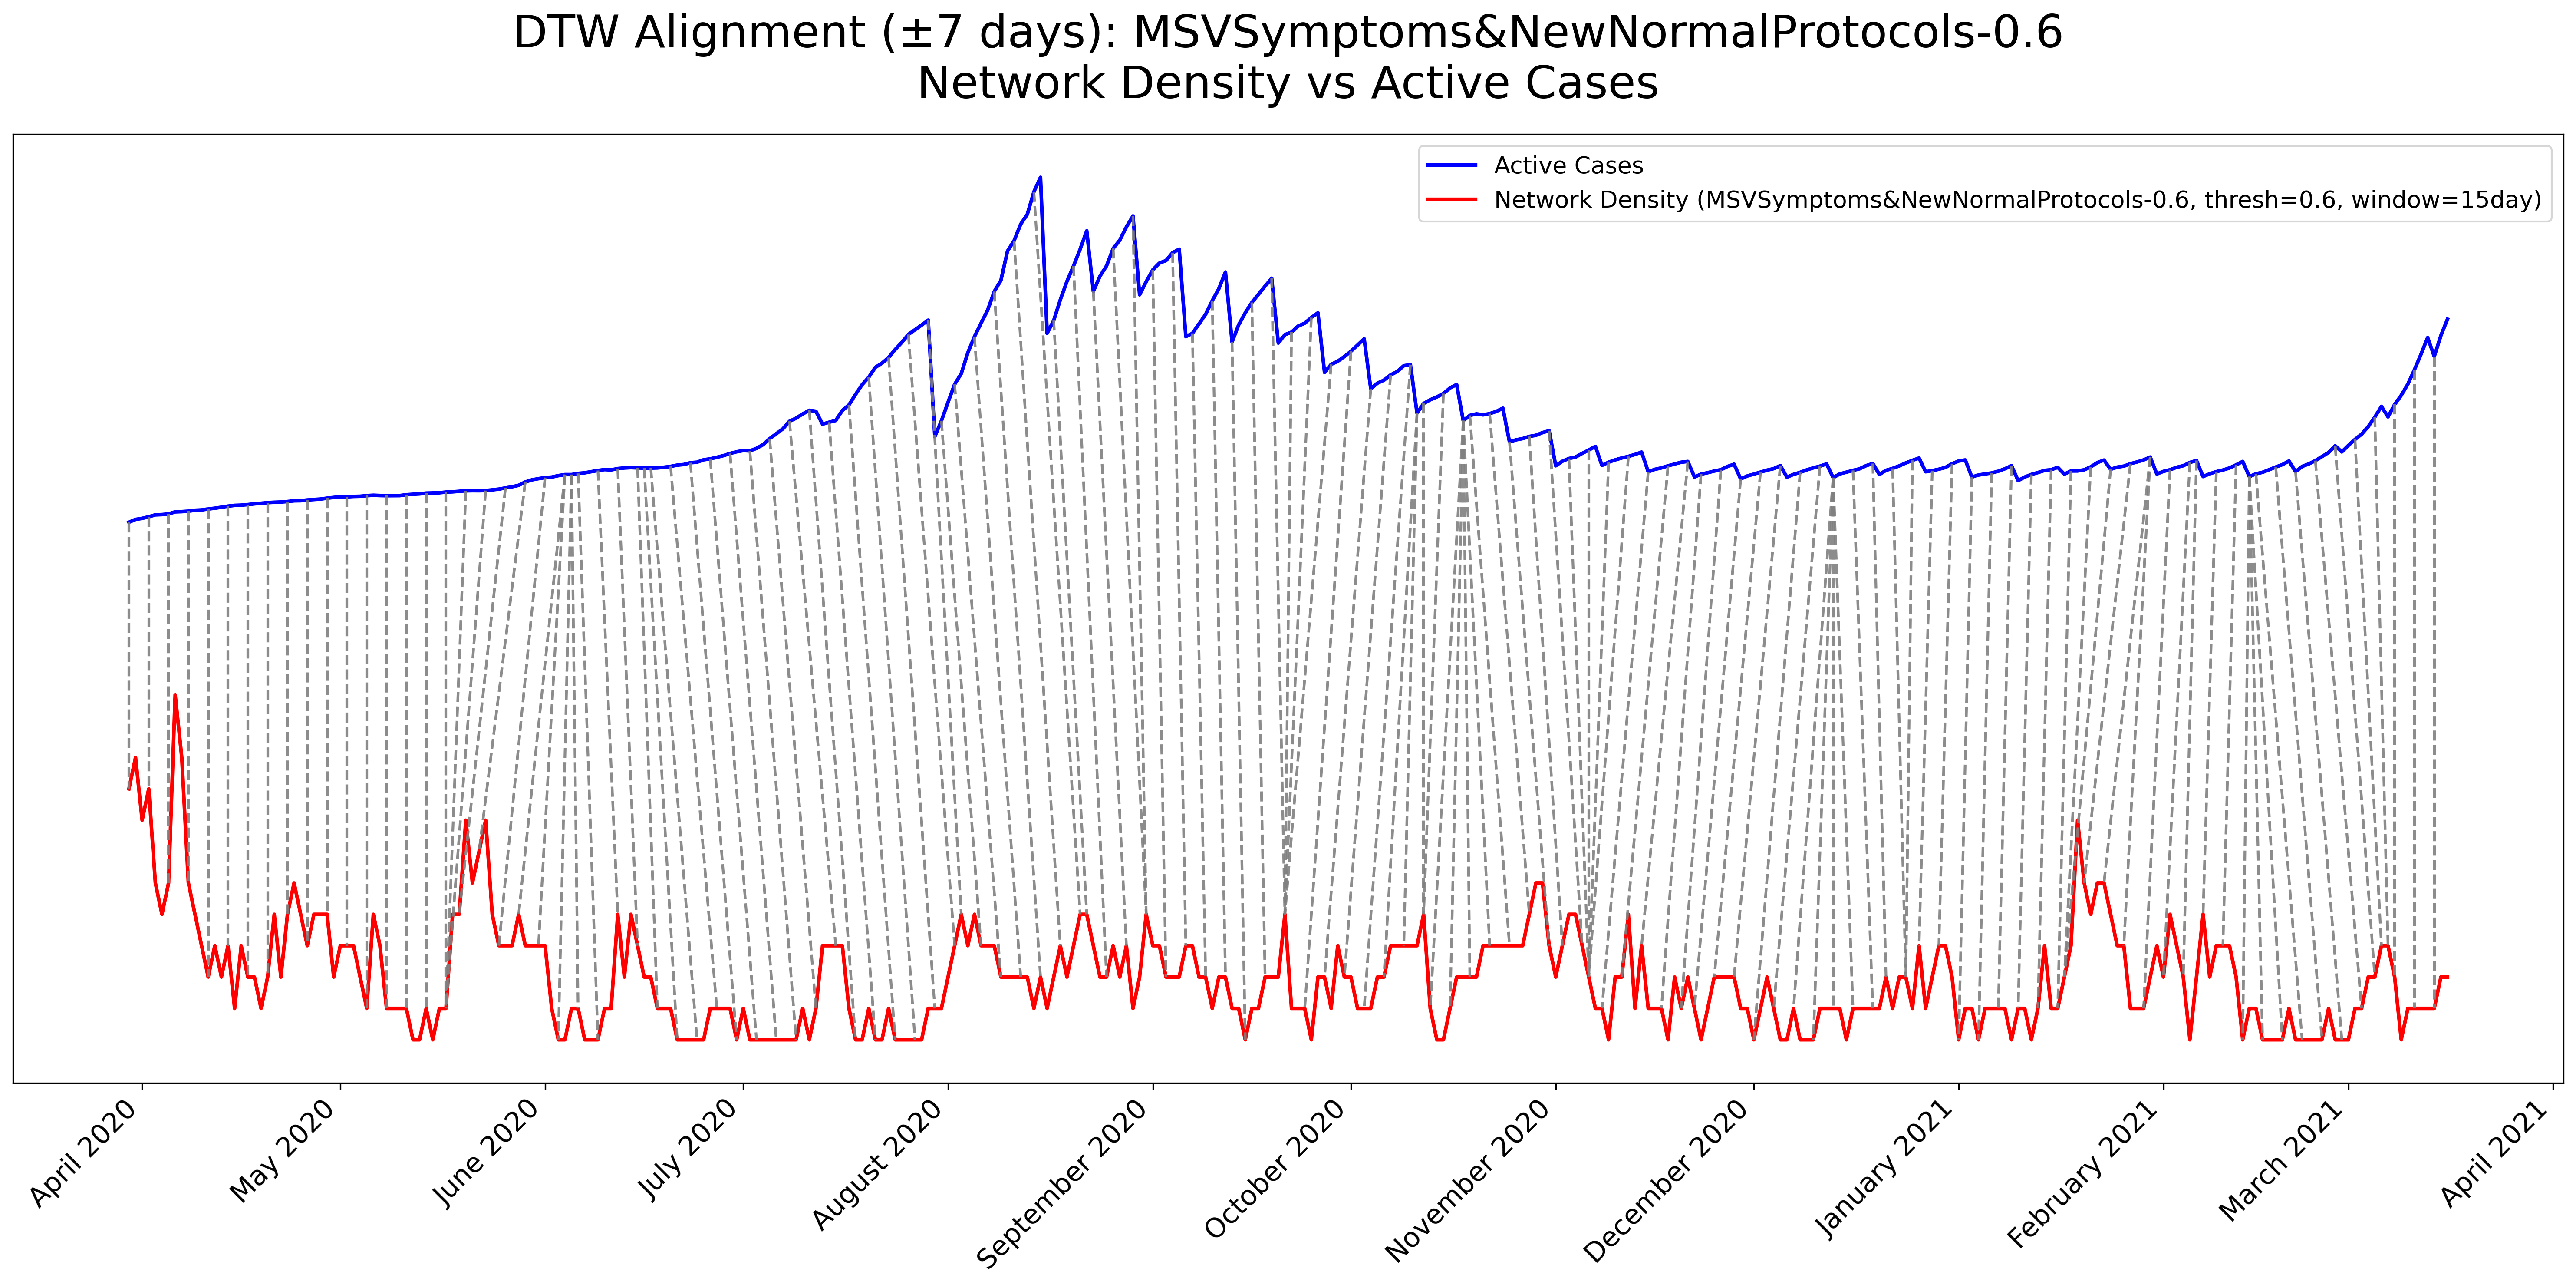 DTW Alignment (±7 days): MSVSymptoms&NewNormalProtocols-0.6
Network Density vs Active Cases
Active Cases
Network Density (MSVSymptoms&NewNormalProtocols-0.6, thresh=0.6, window=15day)
April 2020
May 2020
June 2020
July 2020
August 2020
September 2020
October 2020
November 2020
December 2020
January 2021
February 2021
March 2021
April 2021